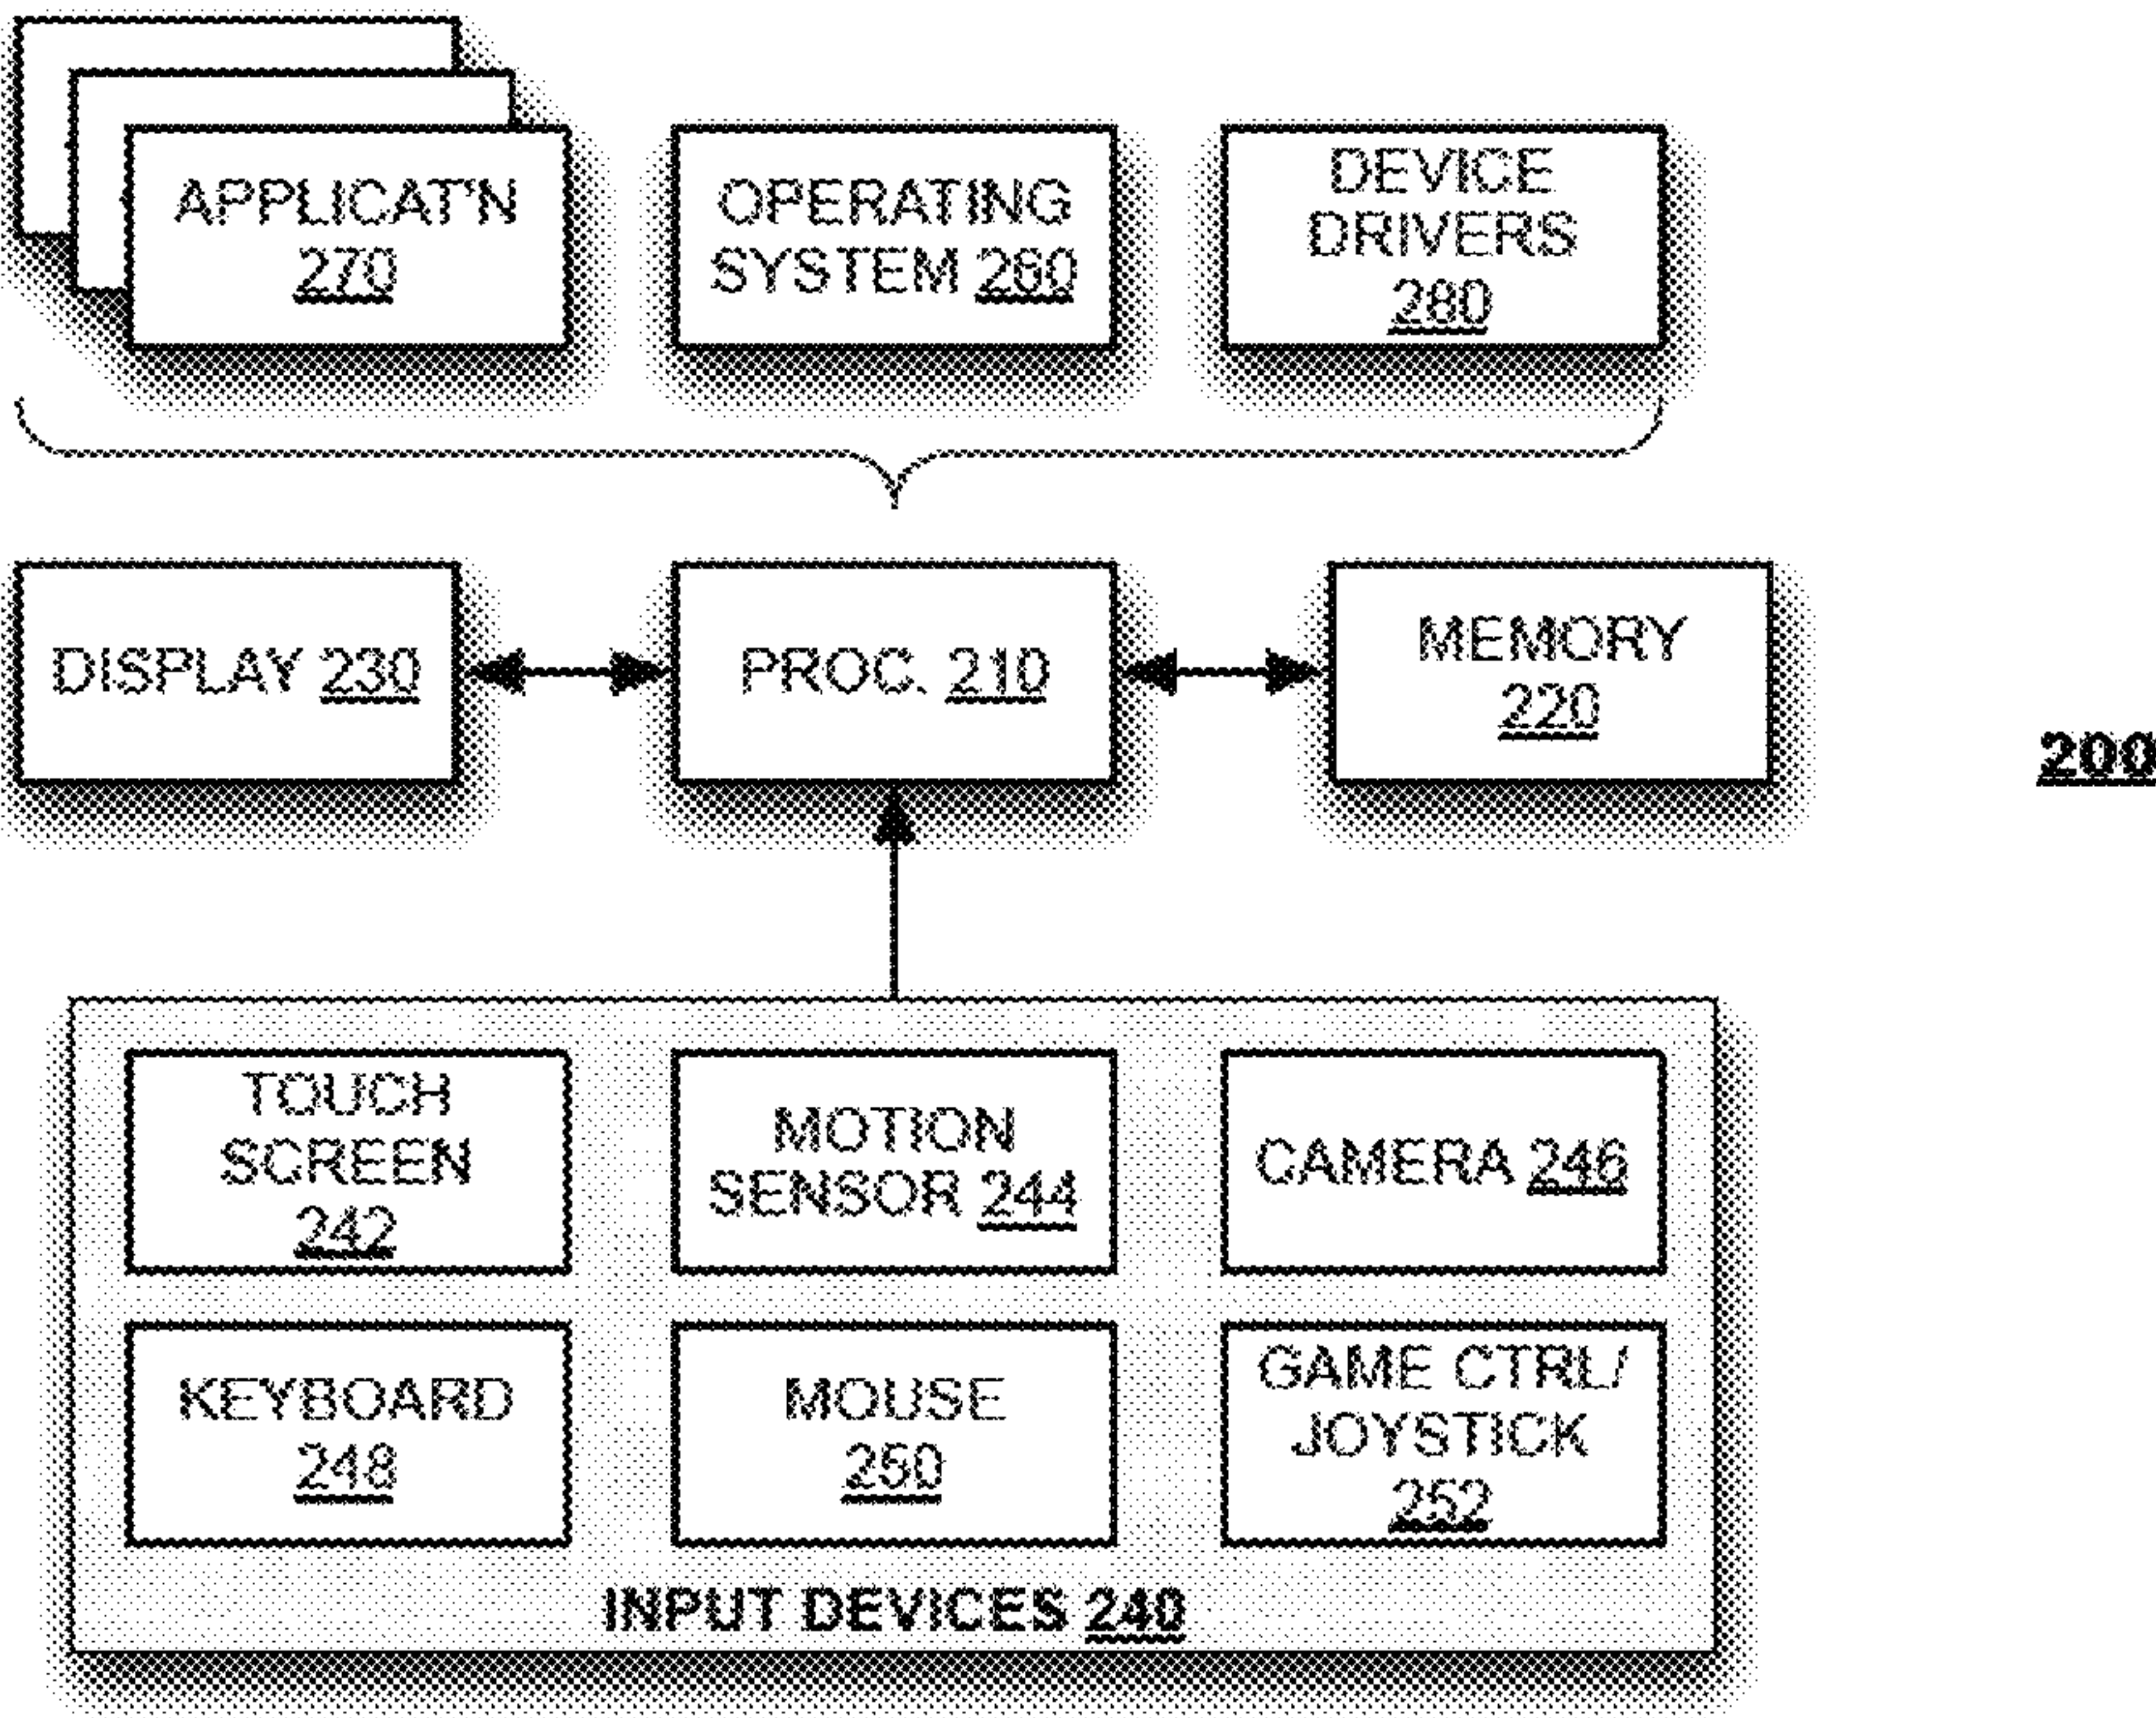 APPLICAT'N
270
OPERATING
SYSTEM 260
DEVICE
DRIVERS
280
DISPLAY 230
PROC. 210
MEMORY
220
200
TOUCH
SCREEN
242
MOTION
SENSOR 244
CAMERA 246
KEYBOARD
248
MOUSE
250
GAME CTRL/
JOYSTICK
252
INPUT DEVICES 240